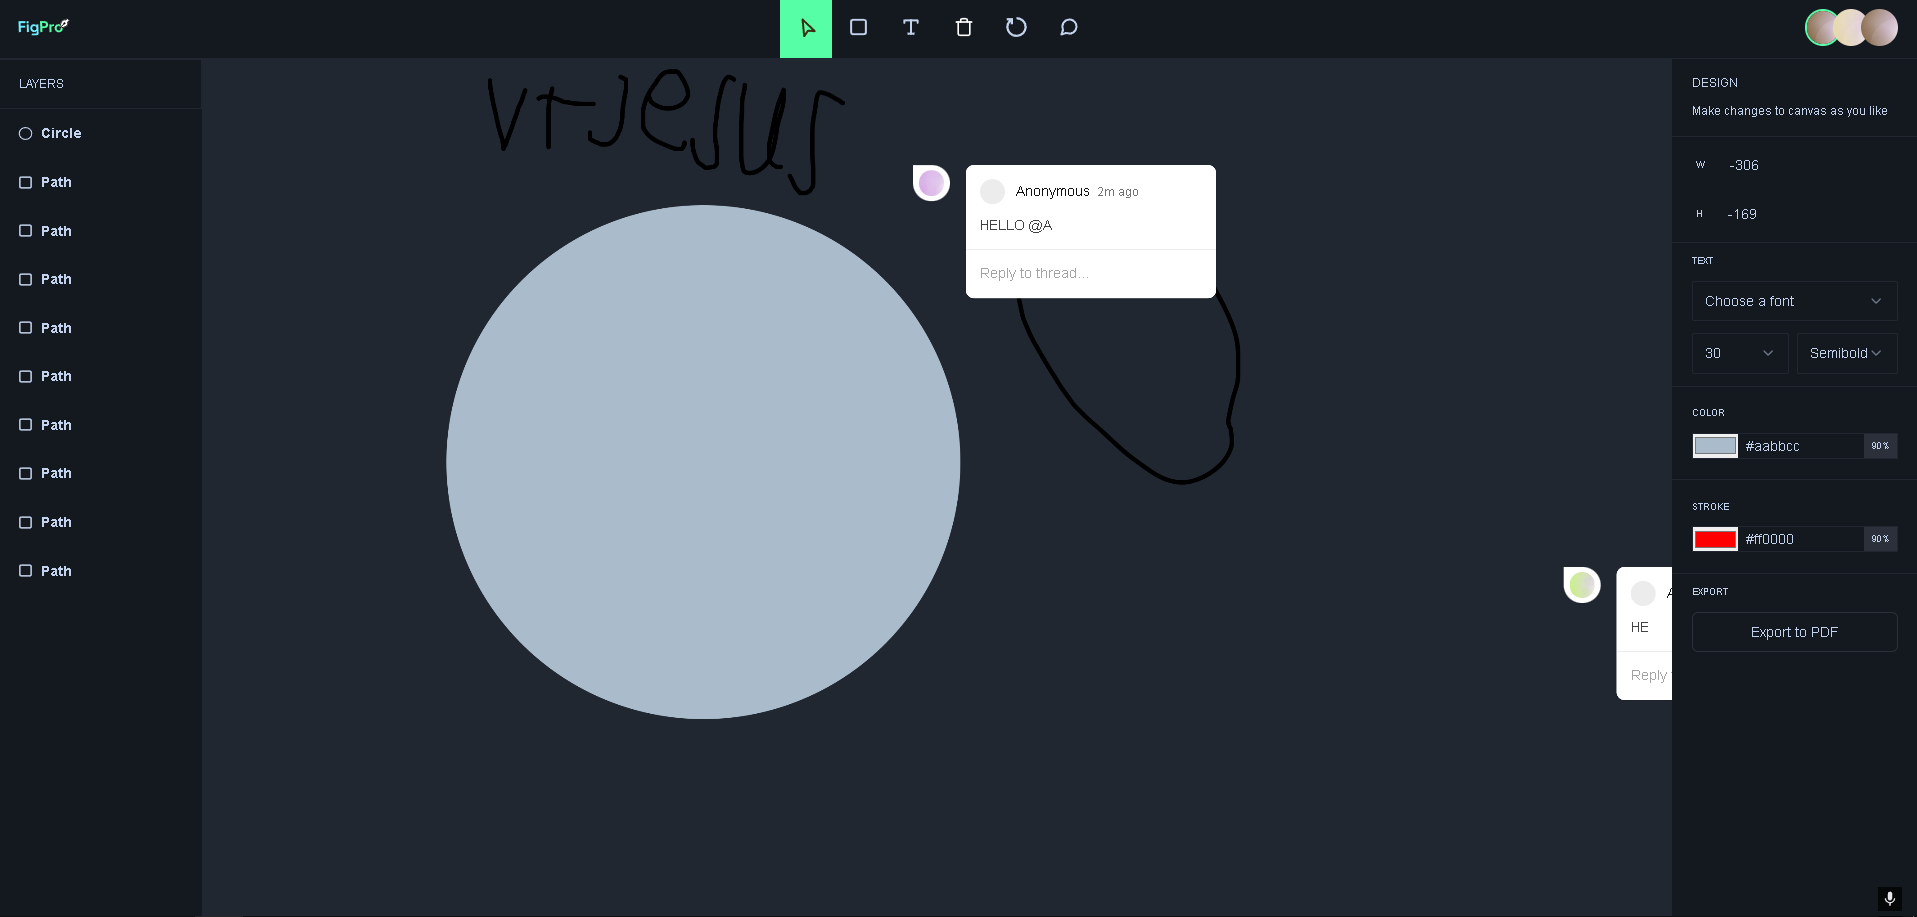 FigPro
LAYERS
Circle
Path
Path
Path
Path
Path
Path
Path
Path
Path
Jesus
Anonymous 2m ago
HELLO @A
Reply to thread...
A
HE
Reply
DESIGN
Make changes to canvas as you like
W -306
H -169
TEXT
Choose a font
30 Semibold
COLOR
#aabbcc 90%
STROKE
#ff0000 90%
EXPORT
Export to PDF